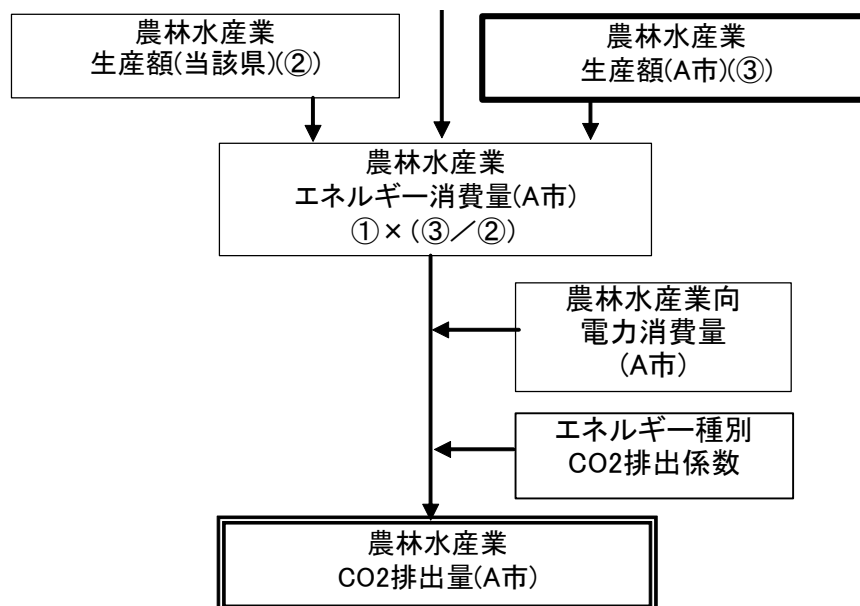 農林水産業
生産額(当該県)(②)
農林水産業
生産額(A市)(③)
農林水産業
エネルギー消費量(A市)
①×(③/②)
農林水産業向
電力消費量
(A市)
エネルギー種別
CO2排出係数
農林水産業
CO2排出量(A市)